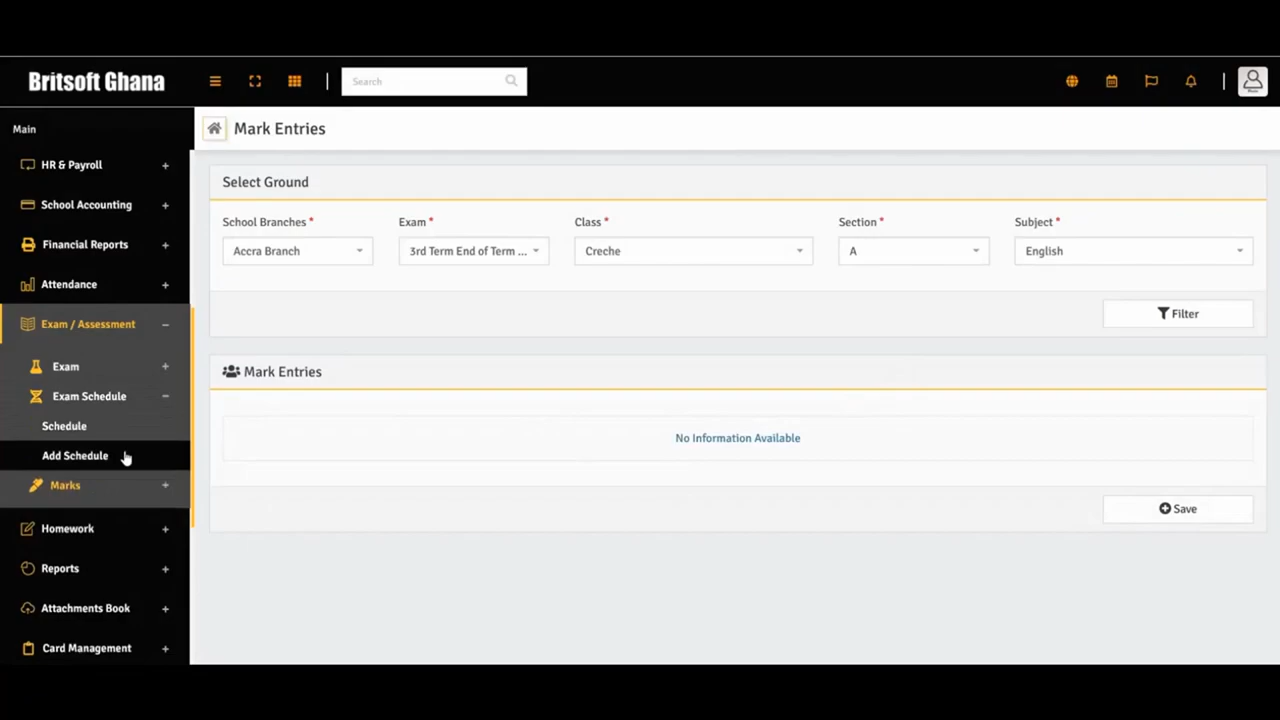 Britsoft Ghana
Search
Main
HR & Payroll +
School Accounting +
Financial Reports +
Attendance +
Exam / Assessment −
Exam +
Exam Schedule −
Schedule
Add Schedule
Marks +
Homework +
Reports +
Attachments Book +
Card Management +
Mark Entries
Select Ground
School Branches * Exam * Class * Section * Subject *
Accra Branch 3rd Term End of Term ... Creche A English
Filter
Mark Entries
No Information Available
Save